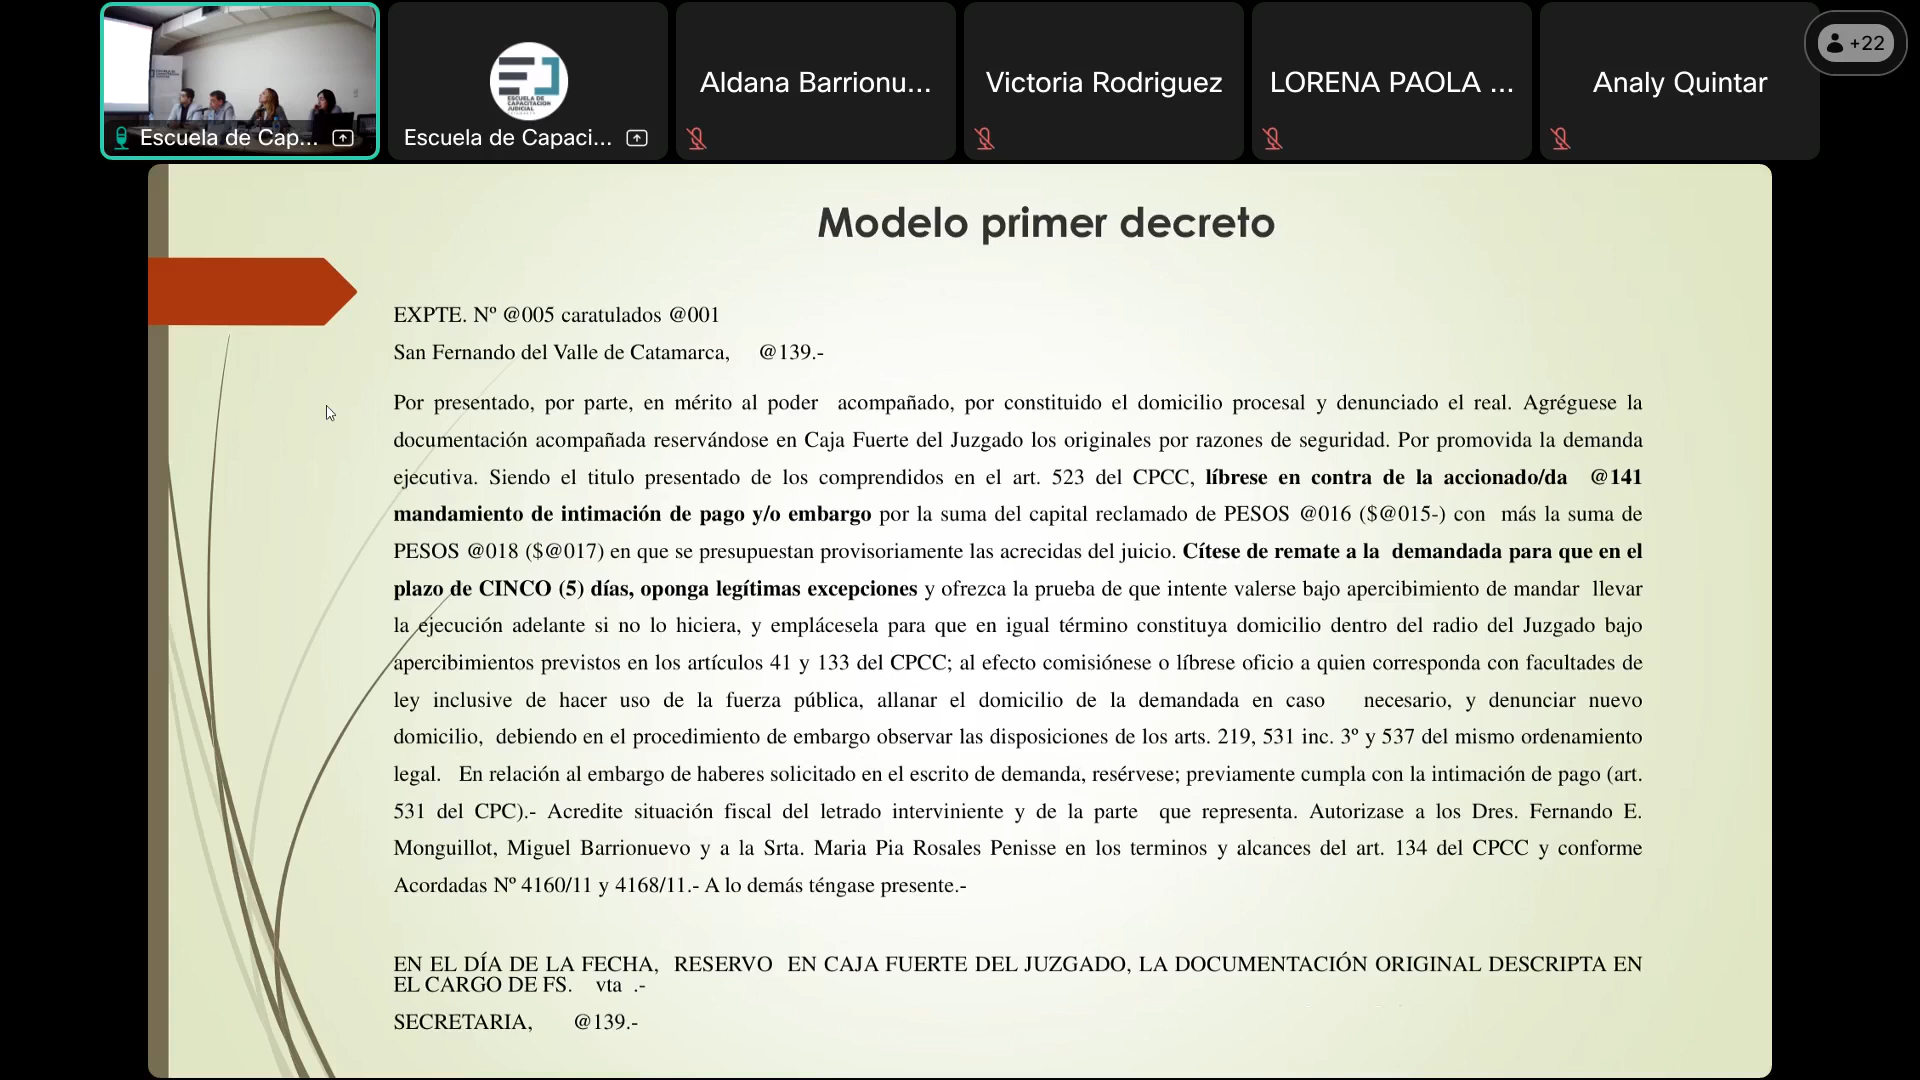 Escuela de Cap...
ESCUELA DE
CAPACITACION
JUDICIAL
Escuela de Capaci...
Aldana Barrionu...
Victoria Rodriguez
LORENA PAOLA ...
Analy Quintar
+22
Modelo primer decreto
EXPTE. Nº @005 caratulados @001
San Fernando del Valle de Catamarca, @139.-
Por presentado, por parte, en mérito al poder acompañado, por constituido el domicilio procesal y denunciado el real. Agréguese la
documentación acompañada reservándose en Caja Fuerte del Juzgado los originales por razones de seguridad. Por promovida la demanda
ejecutiva. Siendo el titulo presentado de los comprendidos en el art. 523 del CPCC, líbrese en contra de la accionado/da @141
mandamiento de intimación de pago y/o embargo por la suma del capital reclamado de PESOS @016 ($@015-) con más la suma de
PESOS @018 ($@017) en que se presupuestan provisoriamente las acrecidas del juicio. Cítese de remate a la demandada para que en el
plazo de CINCO (5) días, oponga legítimas excepciones y ofrezca la prueba de que intente valerse bajo apercibimiento de mandar llevar
la ejecución adelante si no lo hiciera, y emplácesela para que en igual término constituya domicilio dentro del radio del Juzgado bajo
apercibimientos previstos en los artículos 41 y 133 del CPCC; al efecto comisiónese o líbrese oficio a quien corresponda con facultades de
ley inclusive de hacer uso de la fuerza pública, allanar el domicilio de la demandada en caso necesario, y denunciar nuevo
domicilio, debiendo en el procedimiento de embargo observar las disposiciones de los arts. 219, 531 inc. 3º y 537 del mismo ordenamiento
legal. En relación al embargo de haberes solicitado en el escrito de demanda, resérvese; previamente cumpla con la intimación de pago (art.
531 del CPC).- Acredite situación fiscal del letrado interviniente y de la parte que representa. Autorizase a los Dres. Fernando E.
Monguillot, Miguel Barrionuevo y a la Srta. Maria Pia Rosales Penisse en los terminos y alcances del art. 134 del CPCC y conforme
Acordadas Nº 4160/11 y 4168/11.- A lo demás téngase presente.-
EN EL DÍA DE LA FECHA, RESERVO EN CAJA FUERTE DEL JUZGADO, LA DOCUMENTACIÓN ORIGINAL DESCRIPTA EN
EL CARGO DE FS. vta .-
SECRETARIA, @139.-